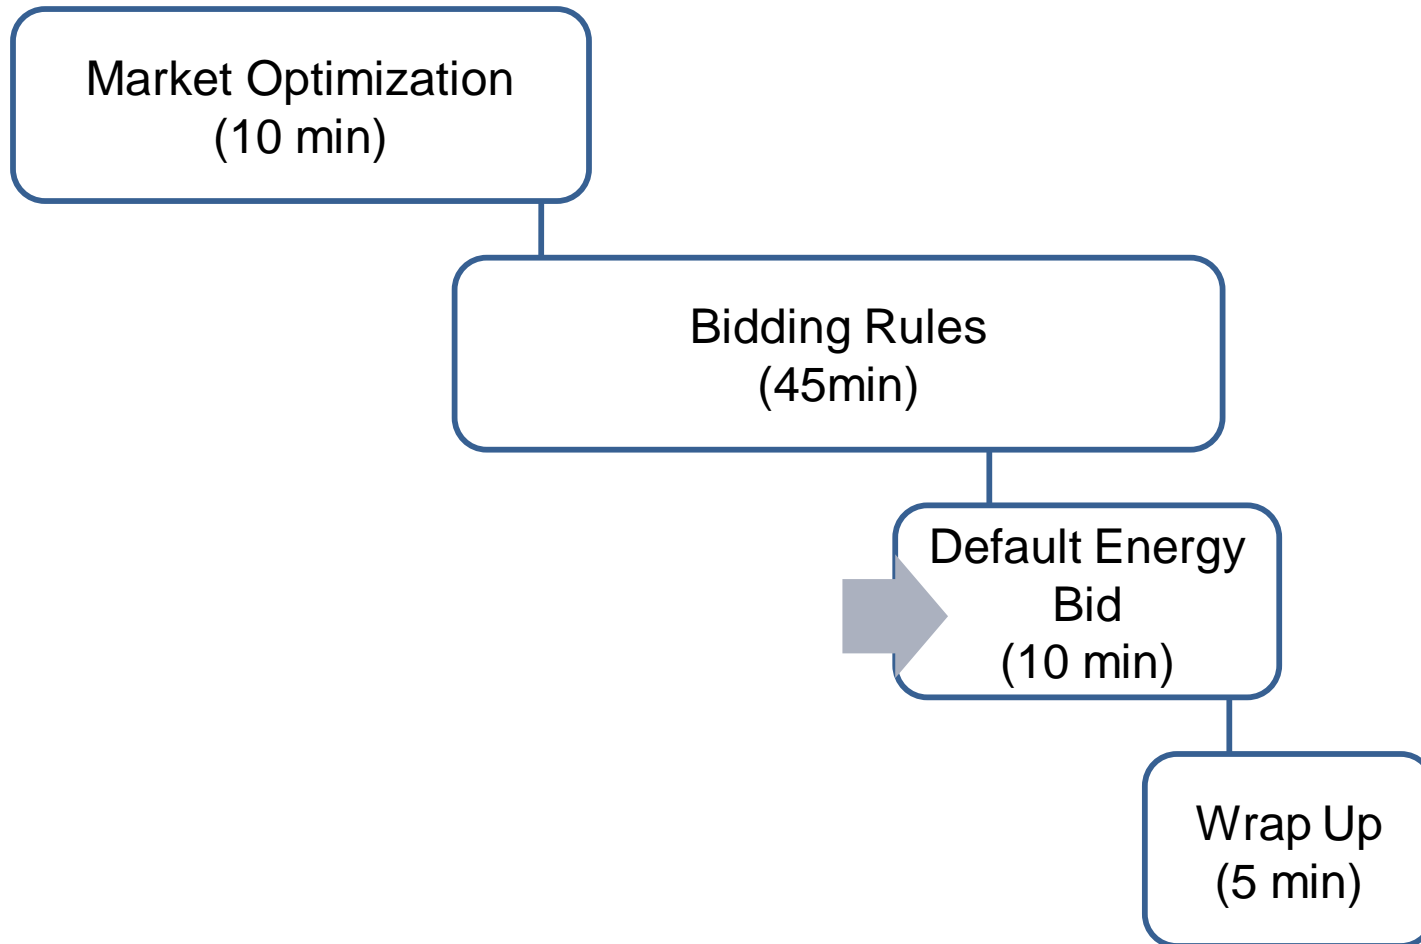 Market Optimization
(10 min)
Bidding Rules
(45min)
Default Energy
Bid
(10 min)
Wrap Up
(5 min)